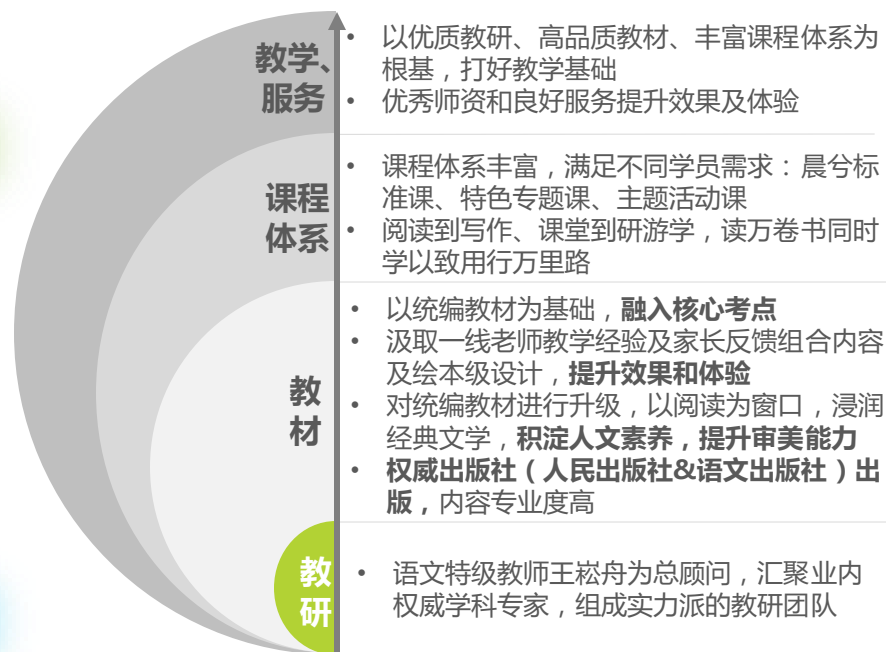 教学、
服务
• 以优质教研、高品质教材、丰富课程体系为
根基，打好教学基础
• 优秀师资和良好服务提升效果及体验
课程
体系
• 课程体系丰富，满足不同学员需求：晨兮标
准课、特色专题课、主题活动课
• 阅读到写作、课堂到研游学，读万卷书同时
学以致用行万里路
教
材
• 以统编教材为基础，融入核心考点
• 汲取一线老师教学经验及家长反馈组合内容
及绘本级设计，提升效果和体验
• 对统编教材进行升级，以阅读为窗口，浸润
经典文学，积淀人文素养，提升审美能力
• 权威出版社（人民出版社&语文出版社）出
版，内容专业度高
教
研
• 语文特级教师王崧舟为总顾问，汇聚业内
权威学科专家，组成实力派的教研团队